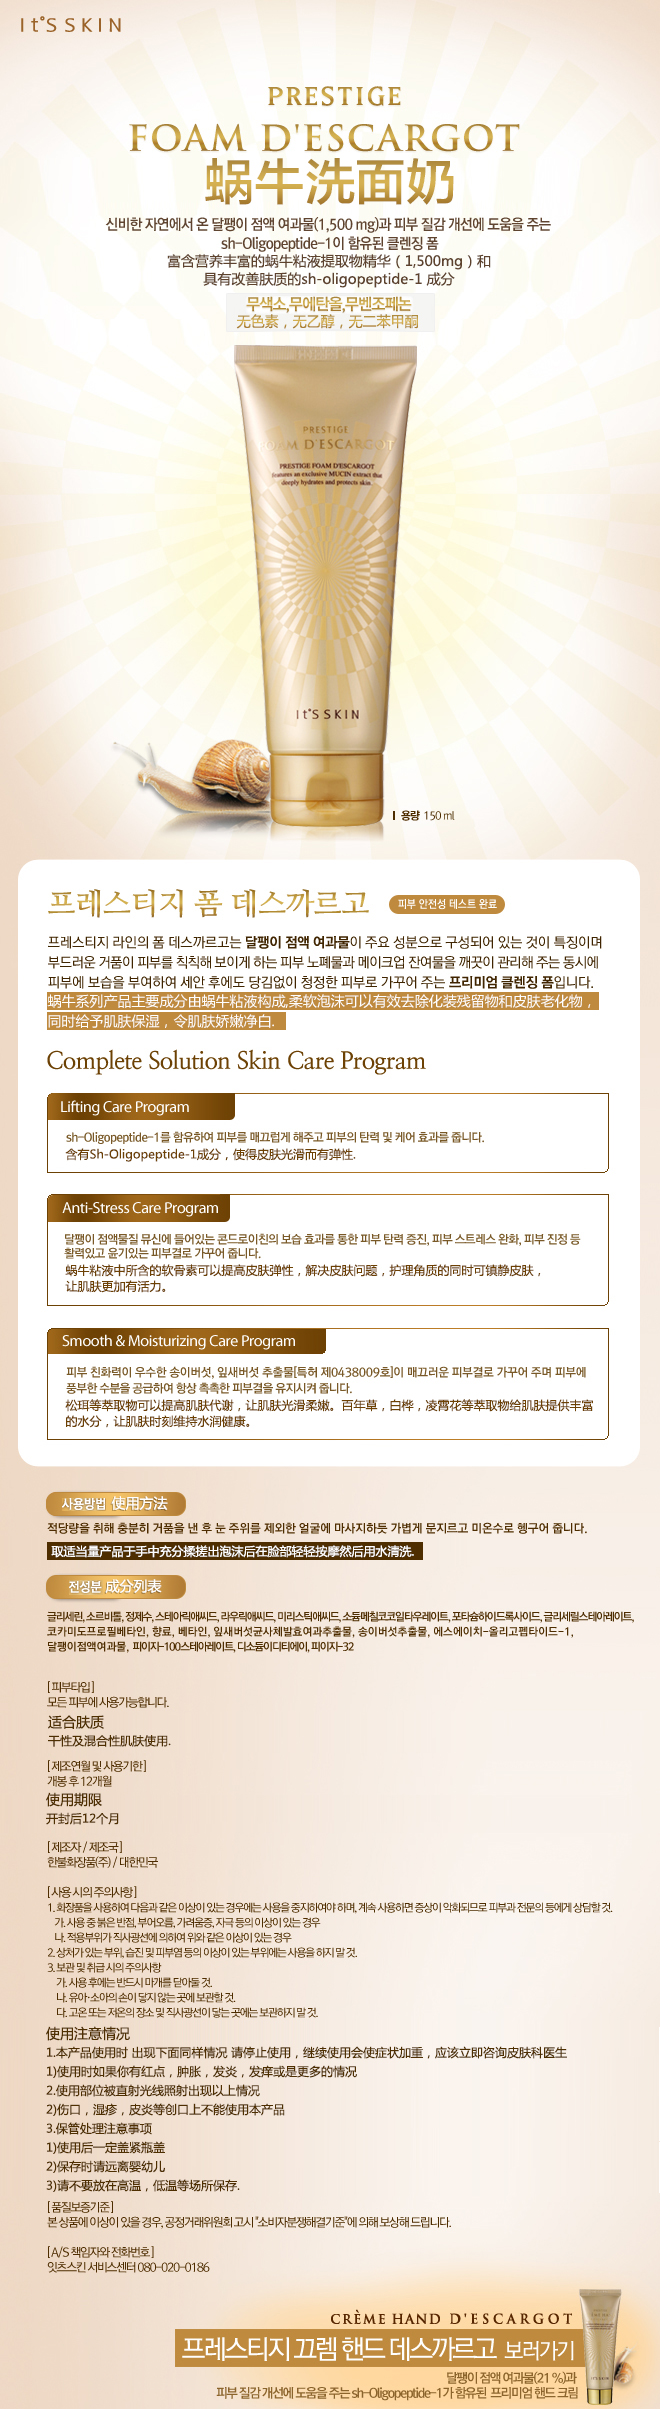 It'S SKIN
PRESTIGE
FOAM D'ESCARGOT
蜗牛洗面奶
신비한 자연에서 온 달팽이 점액 여과물(1,500 mg)과 피부 질감 개선에 도움을 주는
sh-Oligopeptide-1이 함유된 클렌징 폼
富含营养丰富的蜗牛粘液提取物精华（1,500mg）和
具有改善肤质的sh-oligopeptide-1 成分
무색소,무에탄올,무벤조페논
无色素，无乙醇，无二苯甲酮
PRESTIGE
FOAM D'ESCARGOT
PRESTIGE FOAM D'ESCARGOT
features an exclusive MUCIN extract that
deeply hydrates and protects skin
It'S SKIN
용량 150 ml
프레스티지 폼 데스까르고 피부 안전성 테스트 완료
프레스티지 라인의 폼 데스까르고는 달팽이 점액 여과물이 주요 성분으로 구성되어 있는 것이 특징이며
부드러운 거품이 피부를 칙칙해 보이게 하는 피부 노폐물과 메이크업 잔여물을 깨끗이 관리해 주는 동시에
피부에 보습을 부여하여 세안 후에도 당김없이 청정한 피부로 가꾸어 주는 프리미엄 클렌징 폼입니다.
蜗牛系列产品主要成分由蜗牛粘液构成,柔软泡沫可以有效去除化装残留物和皮肤老化物，
同时给予肌肤保湿，令肌肤娇嫩净白.
Complete Solution Skin Care Program
Lifting Care Program
sh-Oligopeptide-1를 함유하여 피부를 매끄럽게 해주고 피부의 탄력 및 케어 효과를 줍니다.
含有Sh-Oligopeptide-1成分，使得皮肤光滑而有弹性.
Anti-Stress Care Program
달팽이 점액물질 뮤신에 들어있는 콘드로이친의 보습 효과를 통한 피부 탄력 증진, 피부 스트레스 완화, 피부 진정 등
활력있고 윤기있는 피부결로 가꾸어 줍니다.
蜗牛粘液中所含的软骨素可以提高皮肤弹性，解决皮肤问题，护理角质的同时可镇静皮肤，
让肌肤更加有活力。
Smooth & Moisturizing Care Program
피부 친화력이 우수한 송이버섯, 잎새버섯 추출물[특허 제0438009호]이 매끄러운 피부결로 가꾸어 주며 피부에
풍부한 수분을 공급하여 항상 촉촉한 피부결을 유지시켜 줍니다.
松珥等萃取物可以提高肌肤代谢，让肌肤光滑柔嫩。百年草，白桦，凌霄花等萃取物给肌肤提供丰富
的水分，让肌肤时刻维持水润健康。
사용방법 使用方法
적당량을 취해 충분히 거품을 낸 후 눈 주위를 제외한 얼굴에 마사지하듯 가볍게 문지르고 미온수로 헹구어 줍니다.
取适当量产品于手中充分揉搓出泡沫后在脸部轻轻按摩然后用水清洗.
전성분 成分列表
글리세린, 소르비톨, 정제수, 스테아릭애씨드, 라우릭애씨드, 미리스틱애씨드, 소듐메칠코코일타우레이트, 포타슘하이드록사이드, 글리세릴스테아레이트,
코카미도프로필베타인, 향료, 베타인, 잎새버섯균사체발효여과추출물, 송이버섯추출물, 에스에이치-올리고펩타이드-1,
달팽이점액여과물, 피이지-100스테아레이트, 디소듐이디티에이, 피이지-32
[ 피부타입 ]
모든 피부에 사용가능합니다.
适合肤质
干性及混合性肌肤使用.
[ 제조연월 및 사용기한 ]
개봉 후 12개월
使用期限
开封后12个月
[ 제조자 / 제조국 ]
한불화장품(주) / 대한민국
[ 사용 시의 주의사항 ]
1. 화장품을 사용하여 다음과 같은 이상이 있는 경우에는 사용을 중지하여야 하며, 계속 사용하면 증상이 악화되므로 피부과 전문의 등에게 상담할 것.
가. 사용 중 붉은 반점, 부어오름, 가려움증, 자극 등의 이상이 있는 경우
나. 적용부위가 직사광선에 의하여 위와 같은 이상이 있는 경우
2. 상처가 있는 부위, 습진 및 피부염 등의 이상이 있는 부위에는 사용을 하지 말 것.
3. 보관 및 취급 시의 주의사항
가. 사용 후에는 반드시 마개를 닫아둘 것.
나. 유아·소아의 손이 닿지 않는 곳에 보관할 것.
다. 고온 또는 저온의 장소 및 직사광선이 닿는 곳에는 보관하지 말 것.
使用注意情况
1.本产品使用时 出现下面同样情况 请停止使用，继续使用会使症状加重，应该立即咨询皮肤科医生
1)使用时如果你有红点，肿胀，发炎，发痒或是更多的情况
2.使用部位被直射光线照射出现以上情况
2)伤口，湿疹，皮炎等创口上不能使用本产品
3.保管处理注意事项
1)使用后一定盖紧瓶盖
2)保存时请远离婴幼儿
3)请不要放在高温，低温等场所保存.
[ 품질보증기준 ]
본 상품에 이상이 있을 경우, 공정거래위원회 고시 "소비자분쟁해결기준"에 의해 보상해 드립니다.
[ A/S 책임자와 전화번호 ]
잇츠스킨 서비스센터 080-020-0186
CRÈME HAND D'ESCARGOT
프레스티지 끄렘 핸드 데스까르고 보러가기
달팽이 점액 여과물(21 %)과
피부 질감 개선에 도움을 주는 sh-Oligopeptide-1가 함유된 프리미엄 핸드 크림